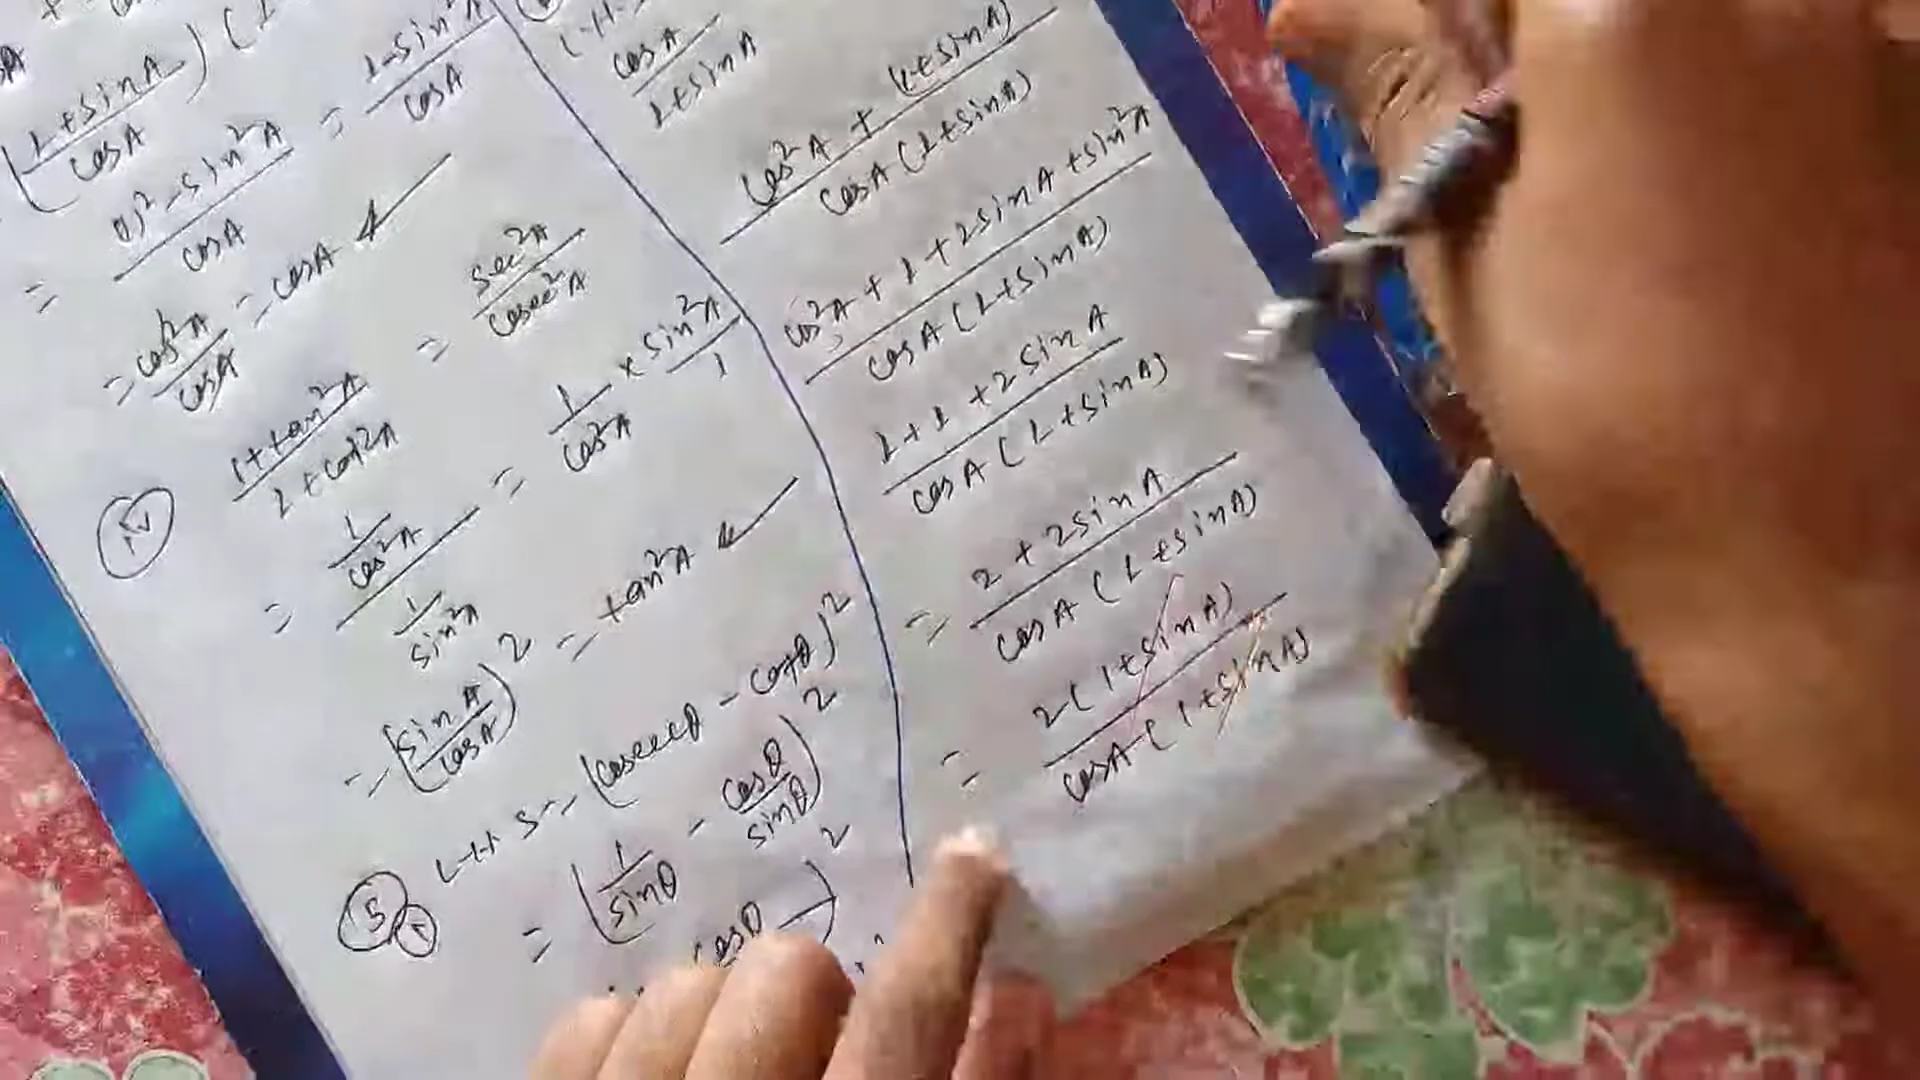 (1+sinA/cosA) (1
= (1)² - sin²A/cosA = 1-sin²A/cosA
= cos²A/cosA = cosA
(iv) 1+tan²A/1+cot²A = sec²A/cosec²A
= 1/cos²A / 1/sin²A = 1/cos²A × sin²A/1
= (sinA/cosA)² = tan²A
(5) (i) L.H.S = (cosecθ - cotθ)²
= (1/sinθ - cosθ/sinθ)²
cosθ )²
cosA/1+sinA
cos²A + (1+sinA)/cosA(1+sinA)
cos²A + 1 + 2sinA + sin²A/cosA(1+sinA)
1+1+2sinA/cosA(1+sinA)
= 2+2sinA/cosA(1+sinA)
= 2(1+sinA)/cosA(1+sinA)